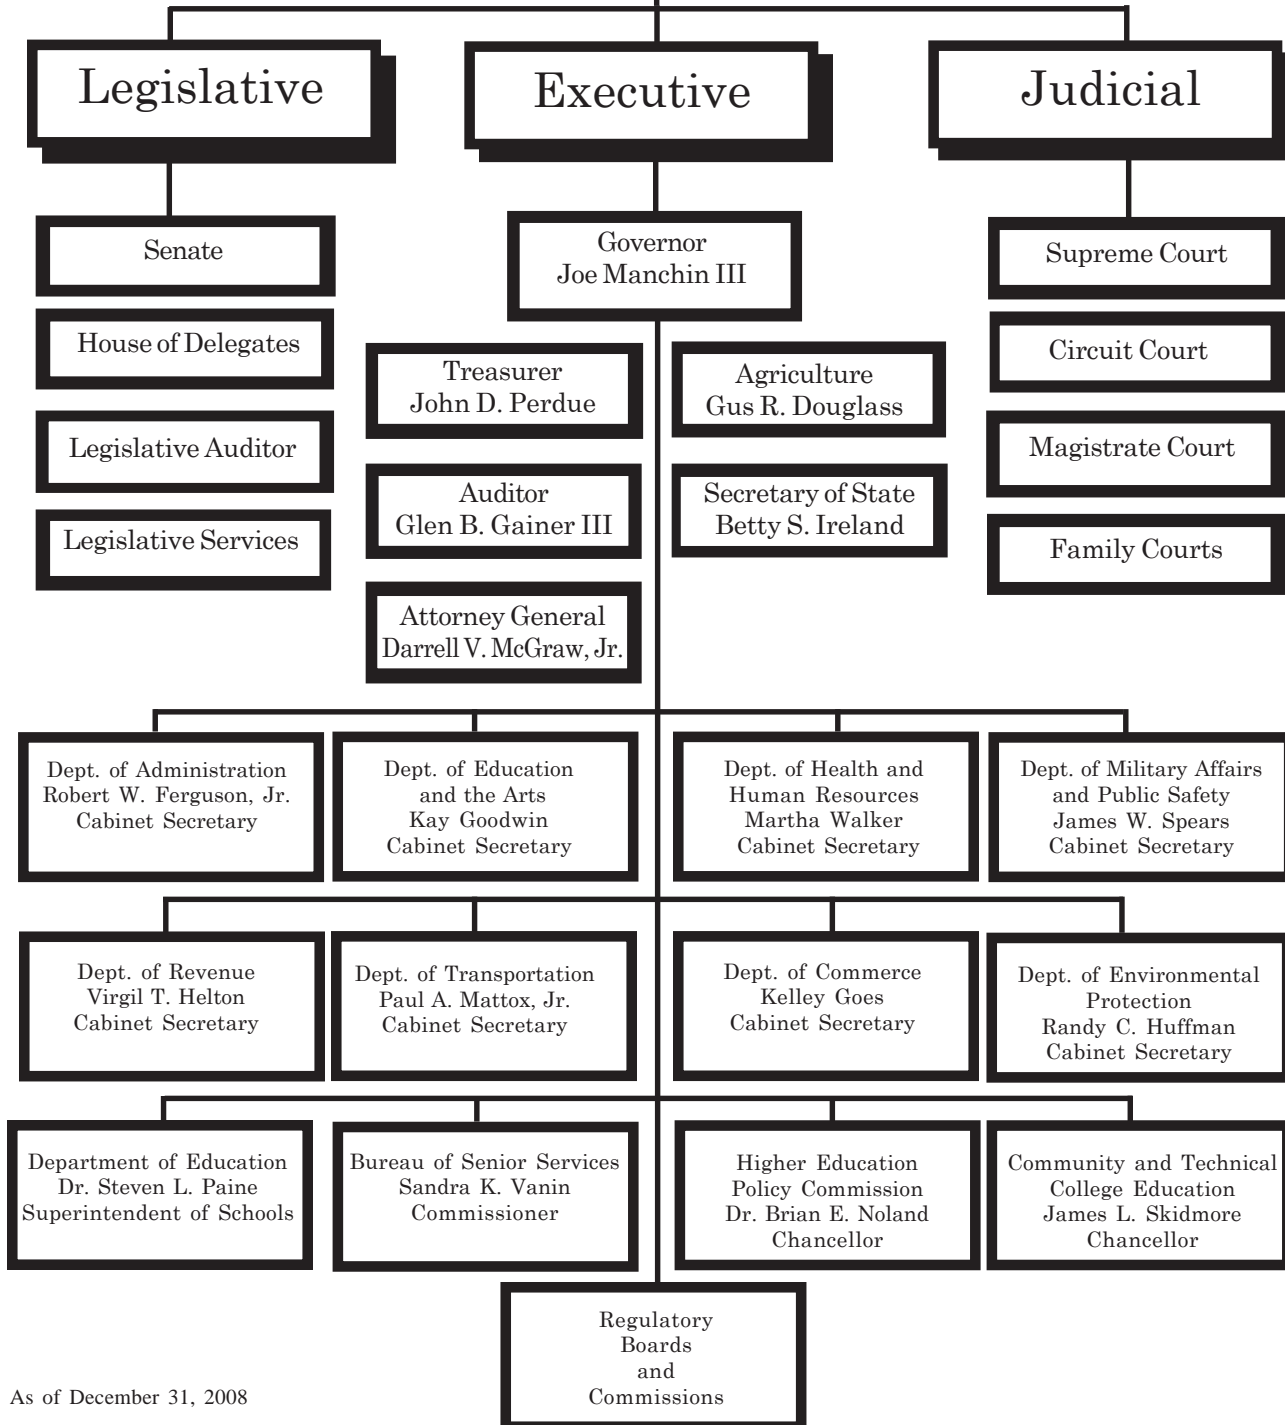 Legislative
Executive
Judicial
Senate
House of Delegates
Legislative Auditor
Legislative Services
Governor
Joe Manchin III
Treasurer
John D. Perdue
Agriculture
Gus R. Douglass
Auditor
Glen B. Gainer III
Secretary of State
Betty S. Ireland
Attorney General
Darrell V. McGraw, Jr.
Supreme Court
Circuit Court
Magistrate Court
Family Courts
Dept. of Administration
Robert W. Ferguson, Jr.
Cabinet Secretary
Dept. of Education
and the Arts
Kay Goodwin
Cabinet Secretary
Dept. of Health and
Human Resources
Martha Walker
Cabinet Secretary
Dept. of Military Affairs
and Public Safety
James W. Spears
Cabinet Secretary
Dept. of Revenue
Virgil T. Helton
Cabinet Secretary
Dept. of Transportation
Paul A. Mattox, Jr.
Cabinet Secretary
Dept. of Commerce
Kelley Goes
Cabinet Secretary
Dept. of Environmental
Protection
Randy C. Huffman
Cabinet Secretary
Department of Education
Dr. Steven L. Paine
Superintendent of Schools
Bureau of Senior Services
Sandra K. Vanin
Commissioner
Higher Education
Policy Commission
Dr. Brian E. Noland
Chancellor
Community and Technical
College Education
James L. Skidmore
Chancellor
Regulatory
Boards
and
Commissions
As of December 31, 2008